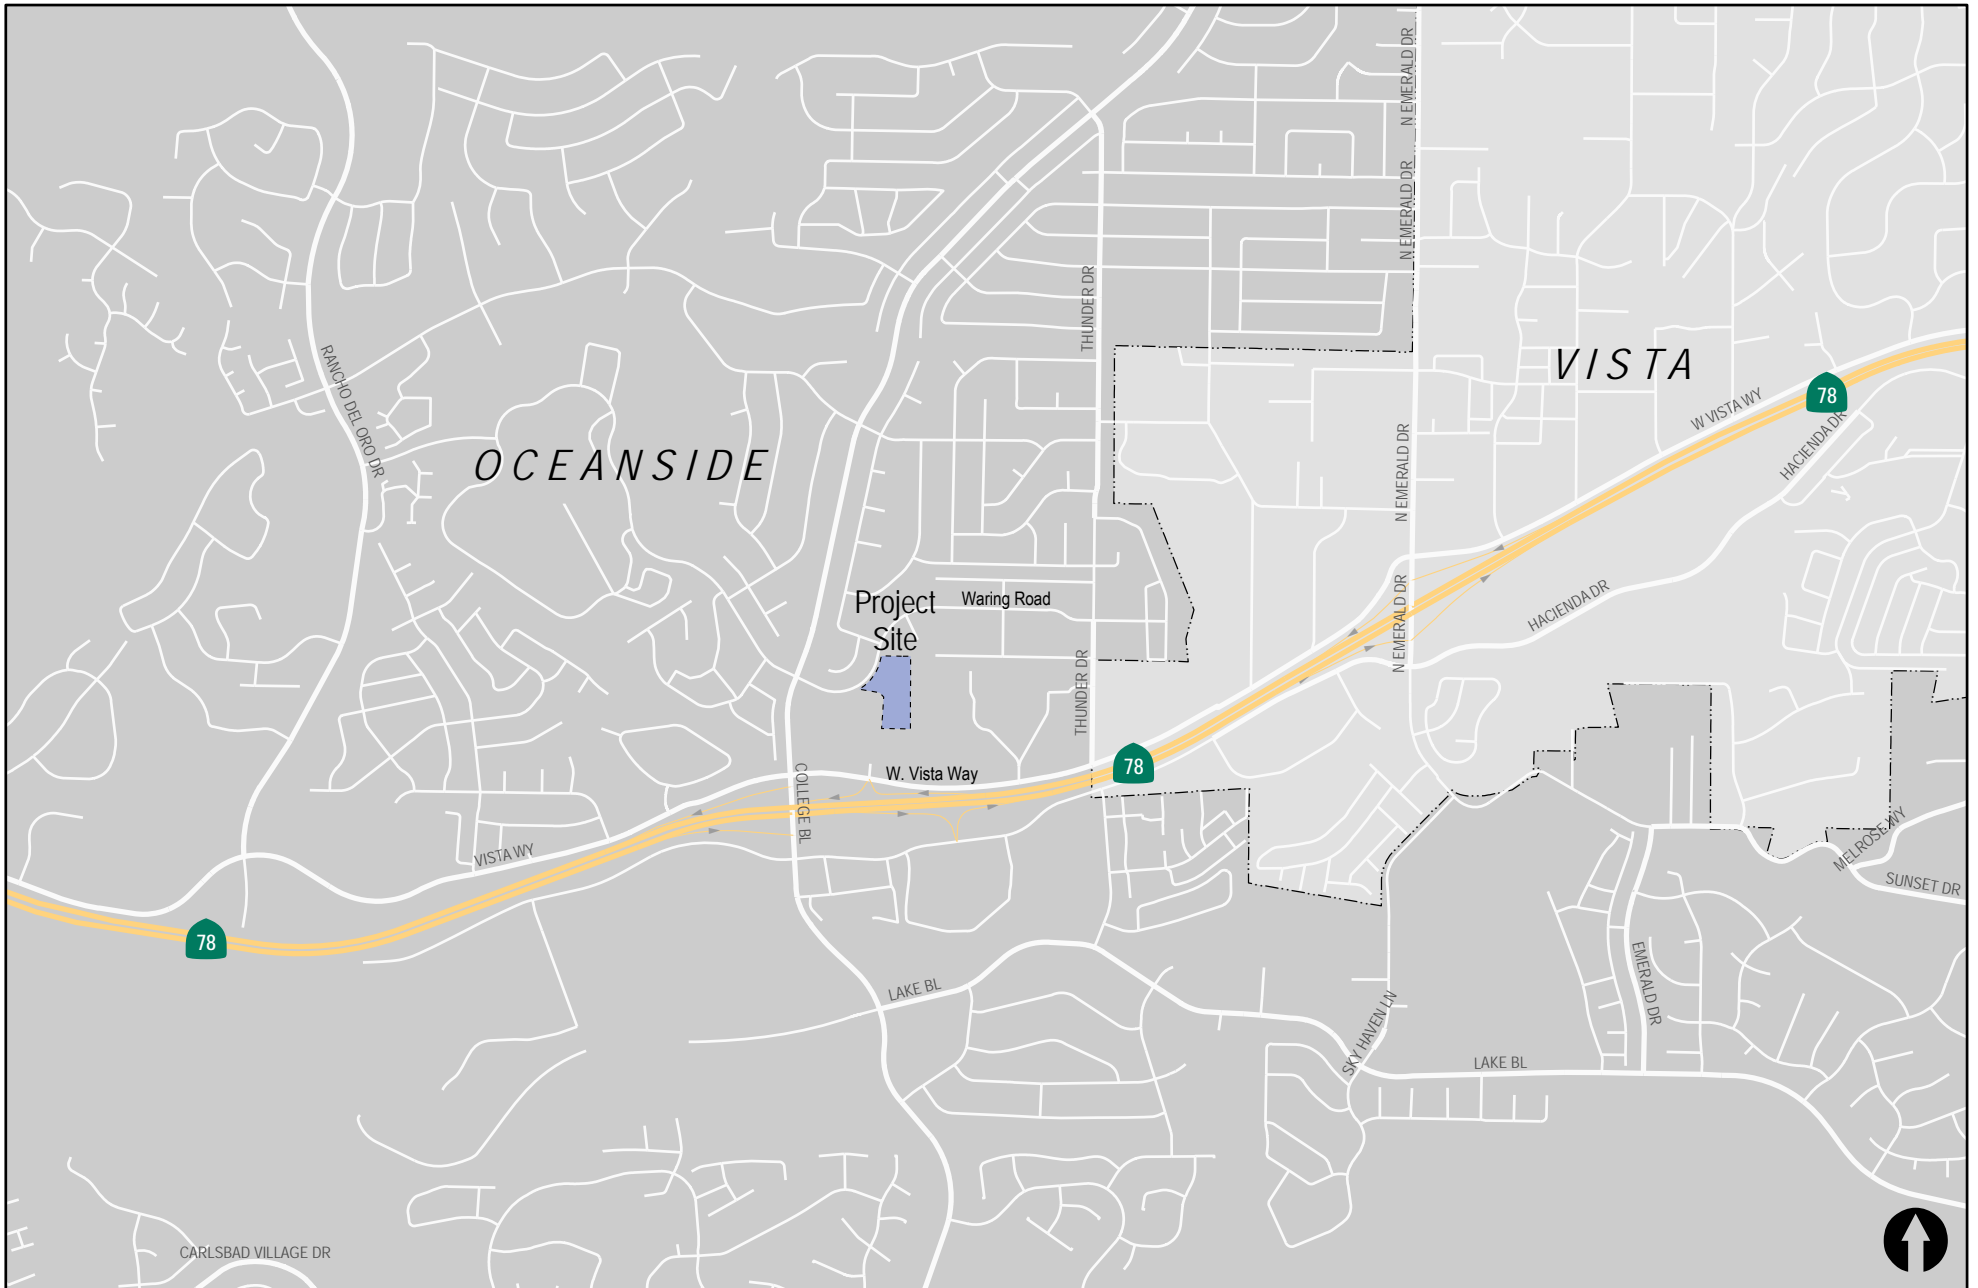 N EMERALD DR
N EMERALD DR
THUNDER DR
RANCHO DEL ORO DR
VISTA
78
W VISTA WY
HACIENDA DR
OCEANSIDE
N EMERALD DR
Project
Site
Waring Road
N EMERALD DR
HACIENDA DR
THUNDER DR
78
W. Vista Way
COLLEGE BL
VISTA WY
MELROSE WY
SUNSET DR
78
LAKE BL
EMERALD DR
SKY HAVEN LN
LAKE BL
CARLSBAD VILLAGE DR